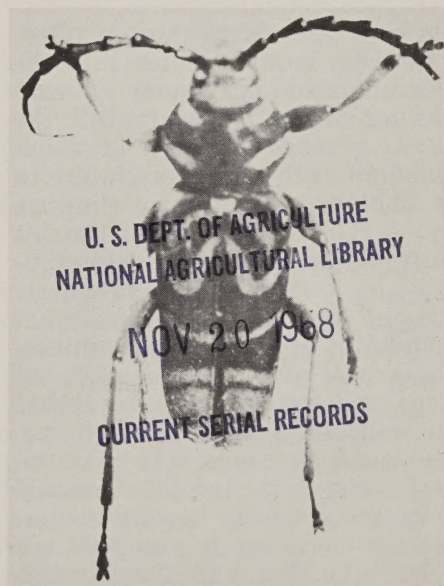 U. S. DEPT. OF AGRICULTURE
NATIONAL AGRICULTURAL LIBRARY
NOV 20 1968
CURRENT SERIAL RECORDS